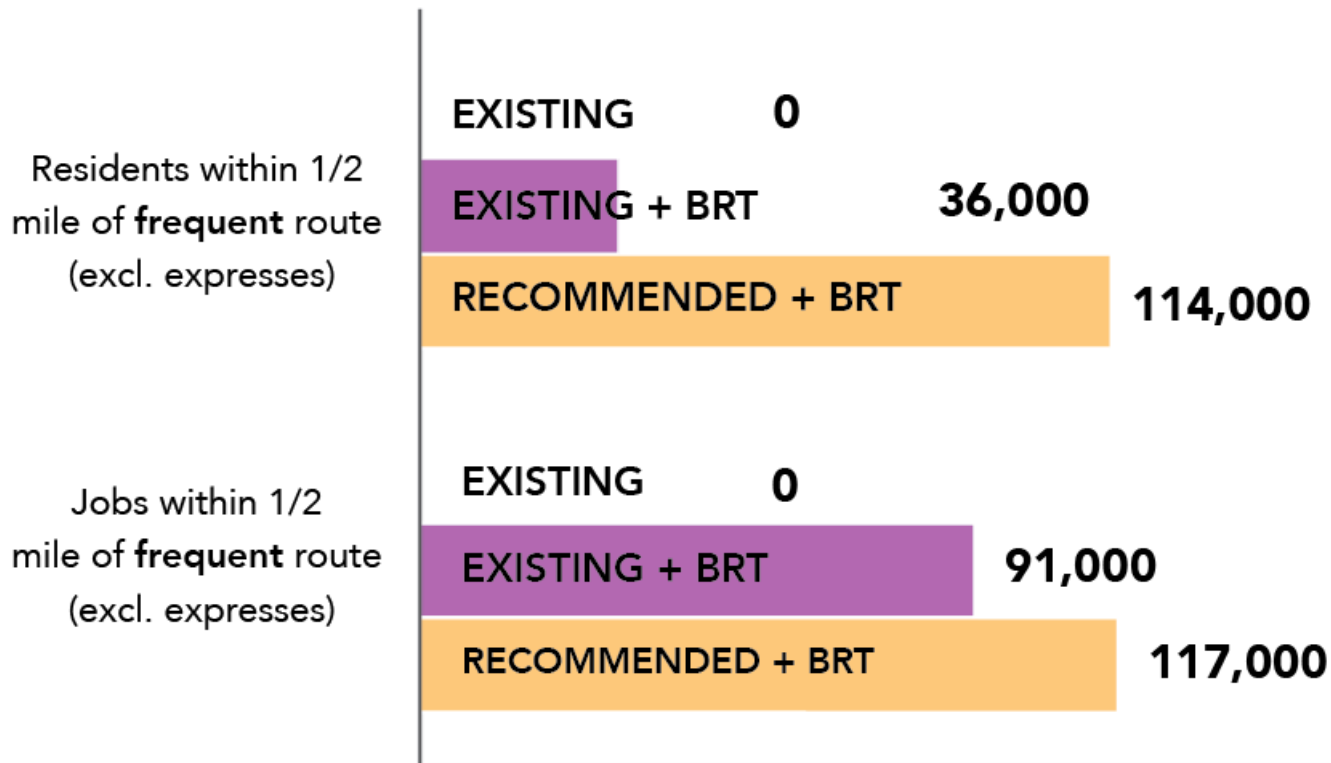 EXISTING 0
Residents within 1/2
mile of frequent route
(excl. expresses)
EXISTING + BRT 36,000
RECOMMENDED + BRT 114,000
EXISTING 0
Jobs within 1/2
mile of frequent route
(excl. expresses)
EXISTING + BRT 91,000
RECOMMENDED + BRT 117,000